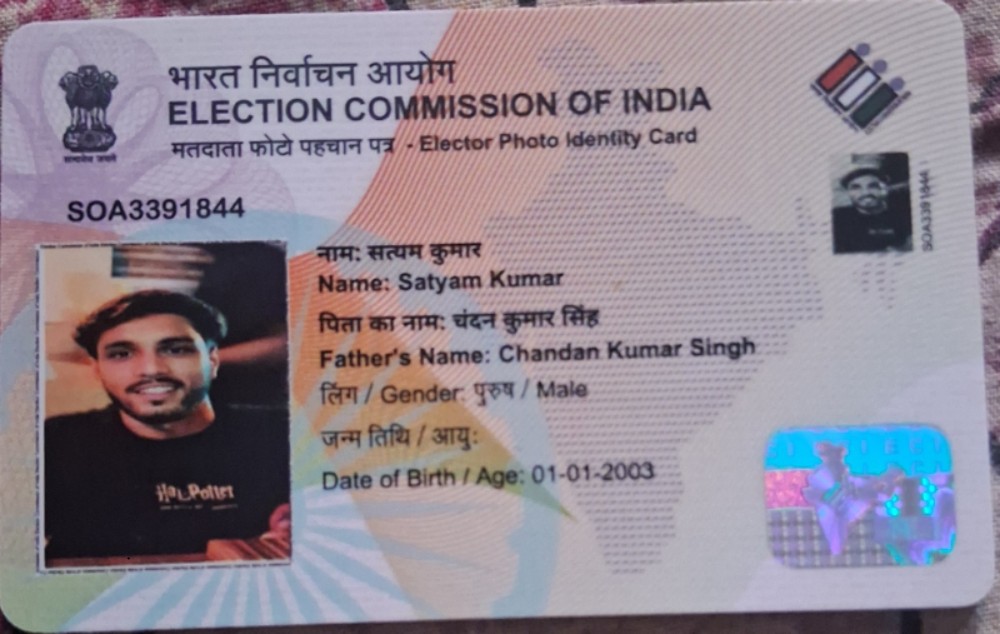 भारत निर्वाचन आयोग
ELECTION COMMISSION OF INDIA
मतदाता फोटो पहचान पत्र - Elector Photo Identity Card
सत्यमेव जयते
SOA3391844
SOA3391844
नाम: सत्यम कुमार
Name: Satyam Kumar
पिता का नाम: चंदन कुमार सिंह
Father's Name: Chandan Kumar Singh
लिंग / Gender: पुरुष / Male
जन्म तिथि / आयु:
Date of Birth / Age: 01-01-2003